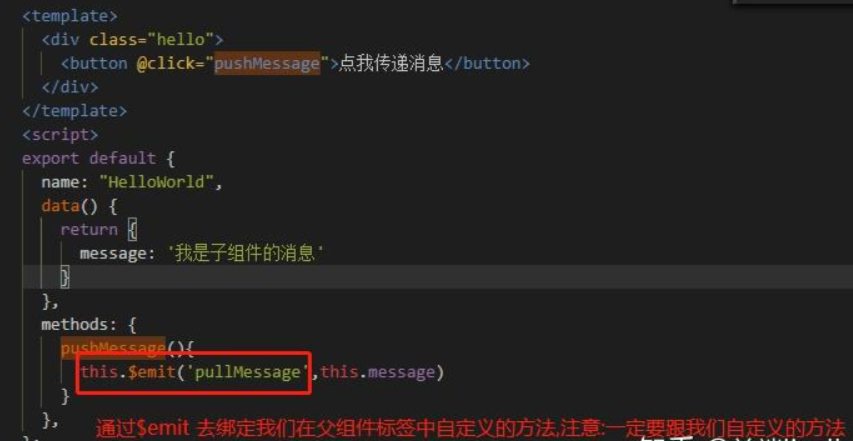 <template>
<div class="hello">
<button @click="pushMessage">点我传递消息</button>
</div>
</template>
<script>
export default {
name: "HelloWorld",
data() {
return {
message: '我是子组件的消息'
}
},
methods: {
pushMessage(){
this.$emit('pullMessage',this.message)
}
},
通过$emit 去绑定我们在父组件标签中自定义的方法,注意:一定要跟我们自定义的方法